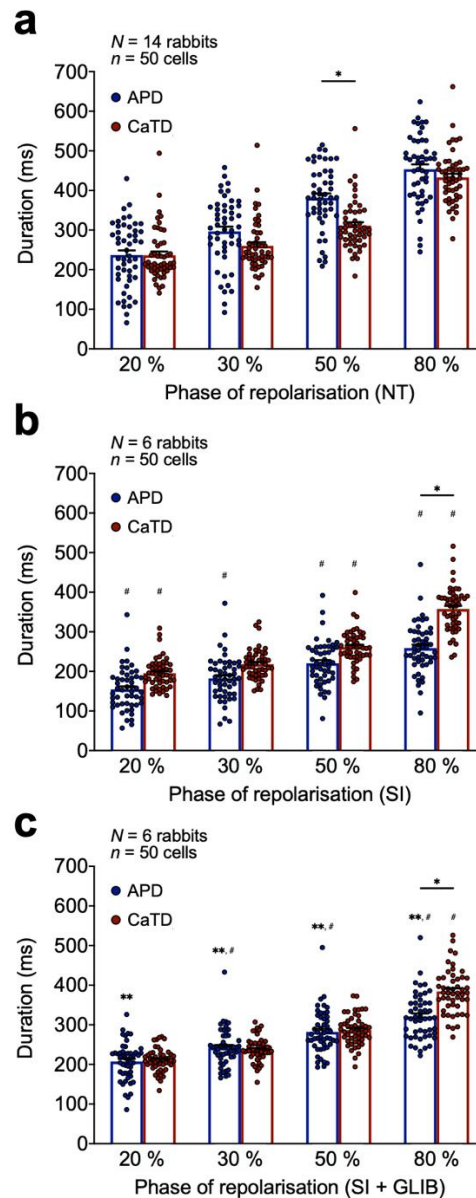 a
N = 14 rabbits
n = 50 cells
700
600
500
400
300
200
100
0
Duration (ms)
APD
CaTD
*
20 % 30 % 50 % 80 %
Phase of repolarisation (NT)
b
N = 6 rabbits
n = 50 cells
700
600
500
400
300
200
100
0
Duration (ms)
APD
CaTD
# # # # # * # #
20 % 30 % 50 % 80 %
Phase of repolarisation (SI)
c
N = 6 rabbits
n = 50 cells
700
600
500
400
300
200
100
0
Duration (ms)
APD
CaTD
** **, # **, # * **, # #
20 % 30 % 50 % 80 %
Phase of repolarisation (SI + GLIB)